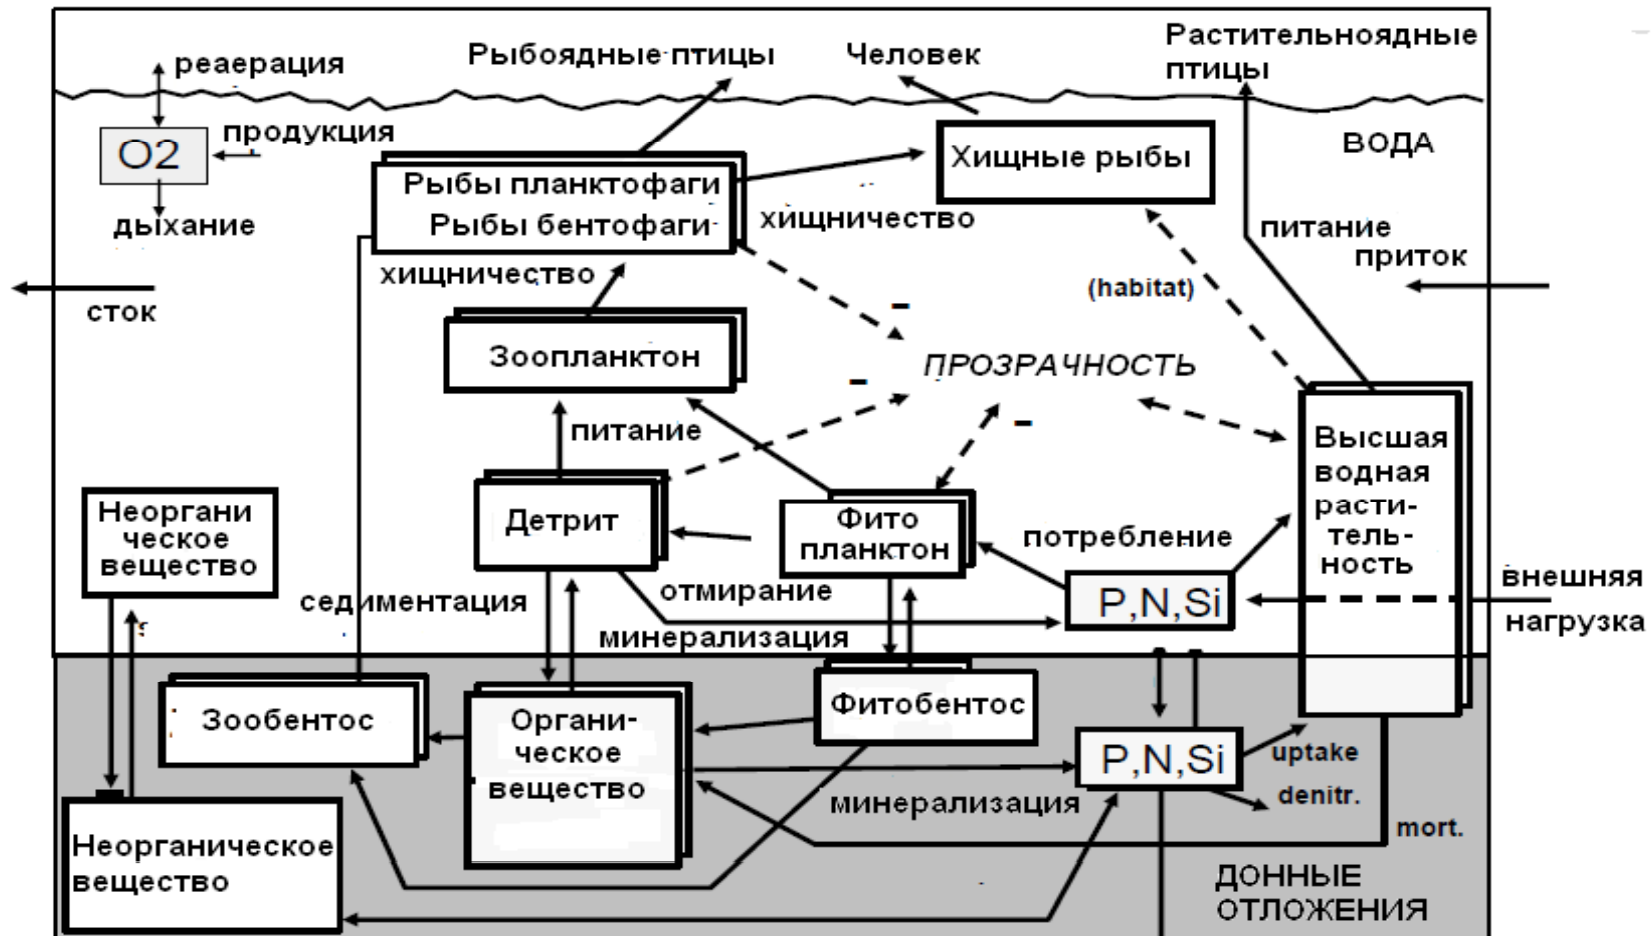 Рыбоядные птицы
Человек
Растительноядные
птицы
реаерация
продукция
O2
дыхание
Рыбы планктофаги
Рыбы бентофаги
Хищные рыбы
ВОДА
хищничество
питание
приток
хищничество
(habitat)
сток
Зоопланктон
ПРОЗРАЧНОСТЬ
питание
Высшая
водная
расти-
тель-
ность
Неоргани
ческое
вещество
Детрит
Фито
планктон
потребление
седиментация
отмирание
P,N,Si
внешняя
нагрузка
минерализация
Зообентос
Органи-
ческое
вещество
Фитобентос
P,N,Si
uptake
denitr.
минерализация
mort.
Неорганическое
вещество
ДОННЫЕ
ОТЛОЖЕНИЯ